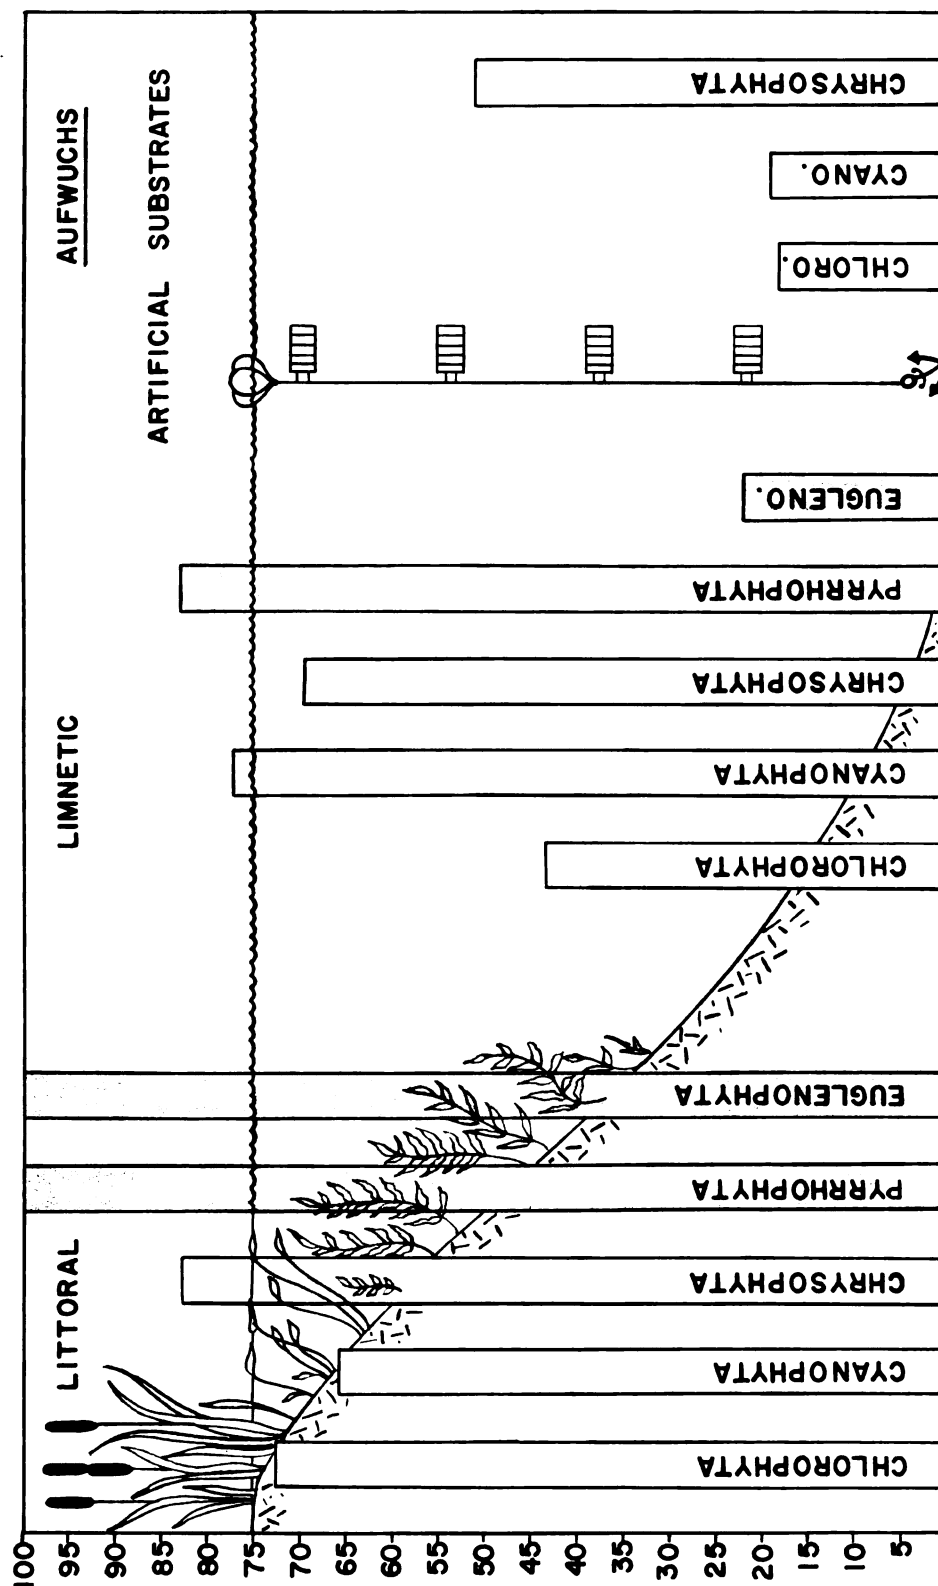 AUFWUCHS
ARTIFICIAL SUBSTRATES
LIMNETIC
LITTORAL
CHLOROPHYTA
CYANOPHYTA
CHRYSOPHYTA
PYRRHOPHYTA
EUGLENOPHYTA
CHLOROPHYTA
CYANOPHYTA
CHRYSOPHYTA
PYRRHOPHYTA
EUGLENO.
CHLORO.
CYANO.
CHRYSOPHYTA
100
95
90
85
80
75
70
65
60
55
50
45
40
35
30
25
20
15
10
5